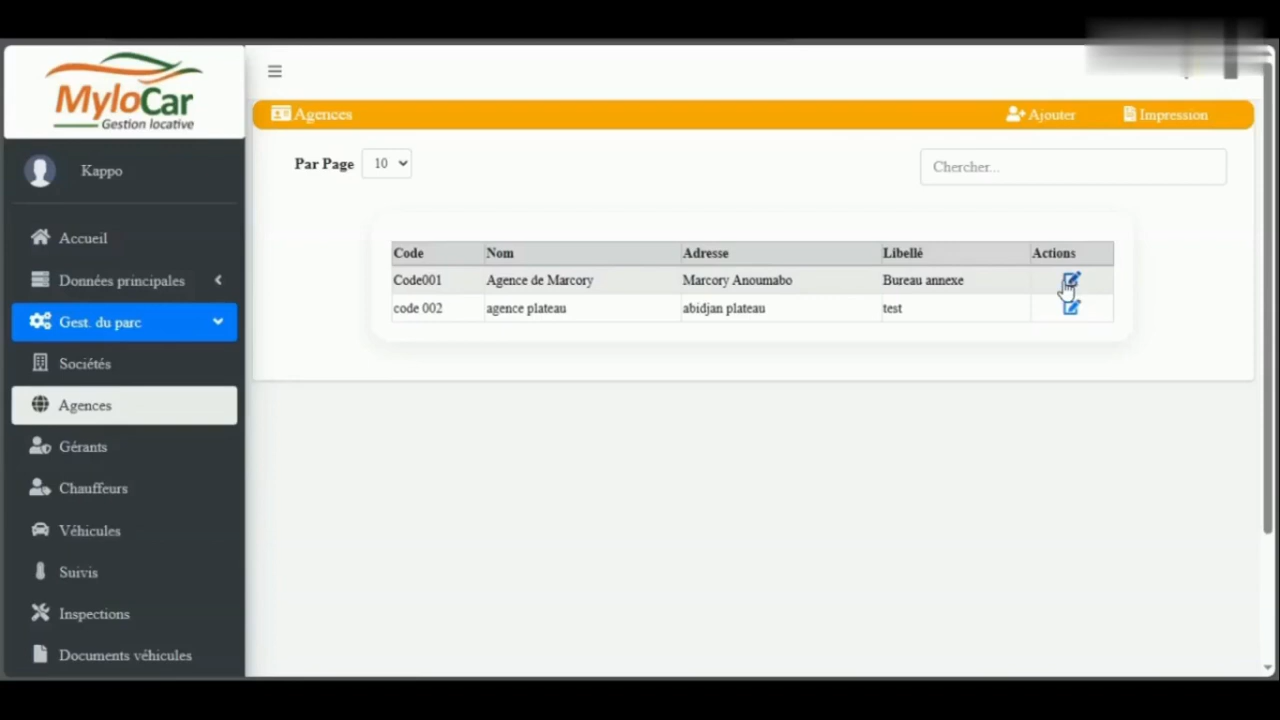 MyloCar
Gestion locative
Kappo
Accueil
Données principales
Gest. du parc
Sociétés
Agences
Gérants
Chauffeurs
Véhicules
Suivis
Inspections
Documents véhicules
Agences Ajouter Impression
Par Page 10 Chercher...
Code Nom Adresse Libellé Actions
Code001 Agence de Marcory Marcory Anoumabo Bureau annexe
code 002 agence plateau abidjan plateau test